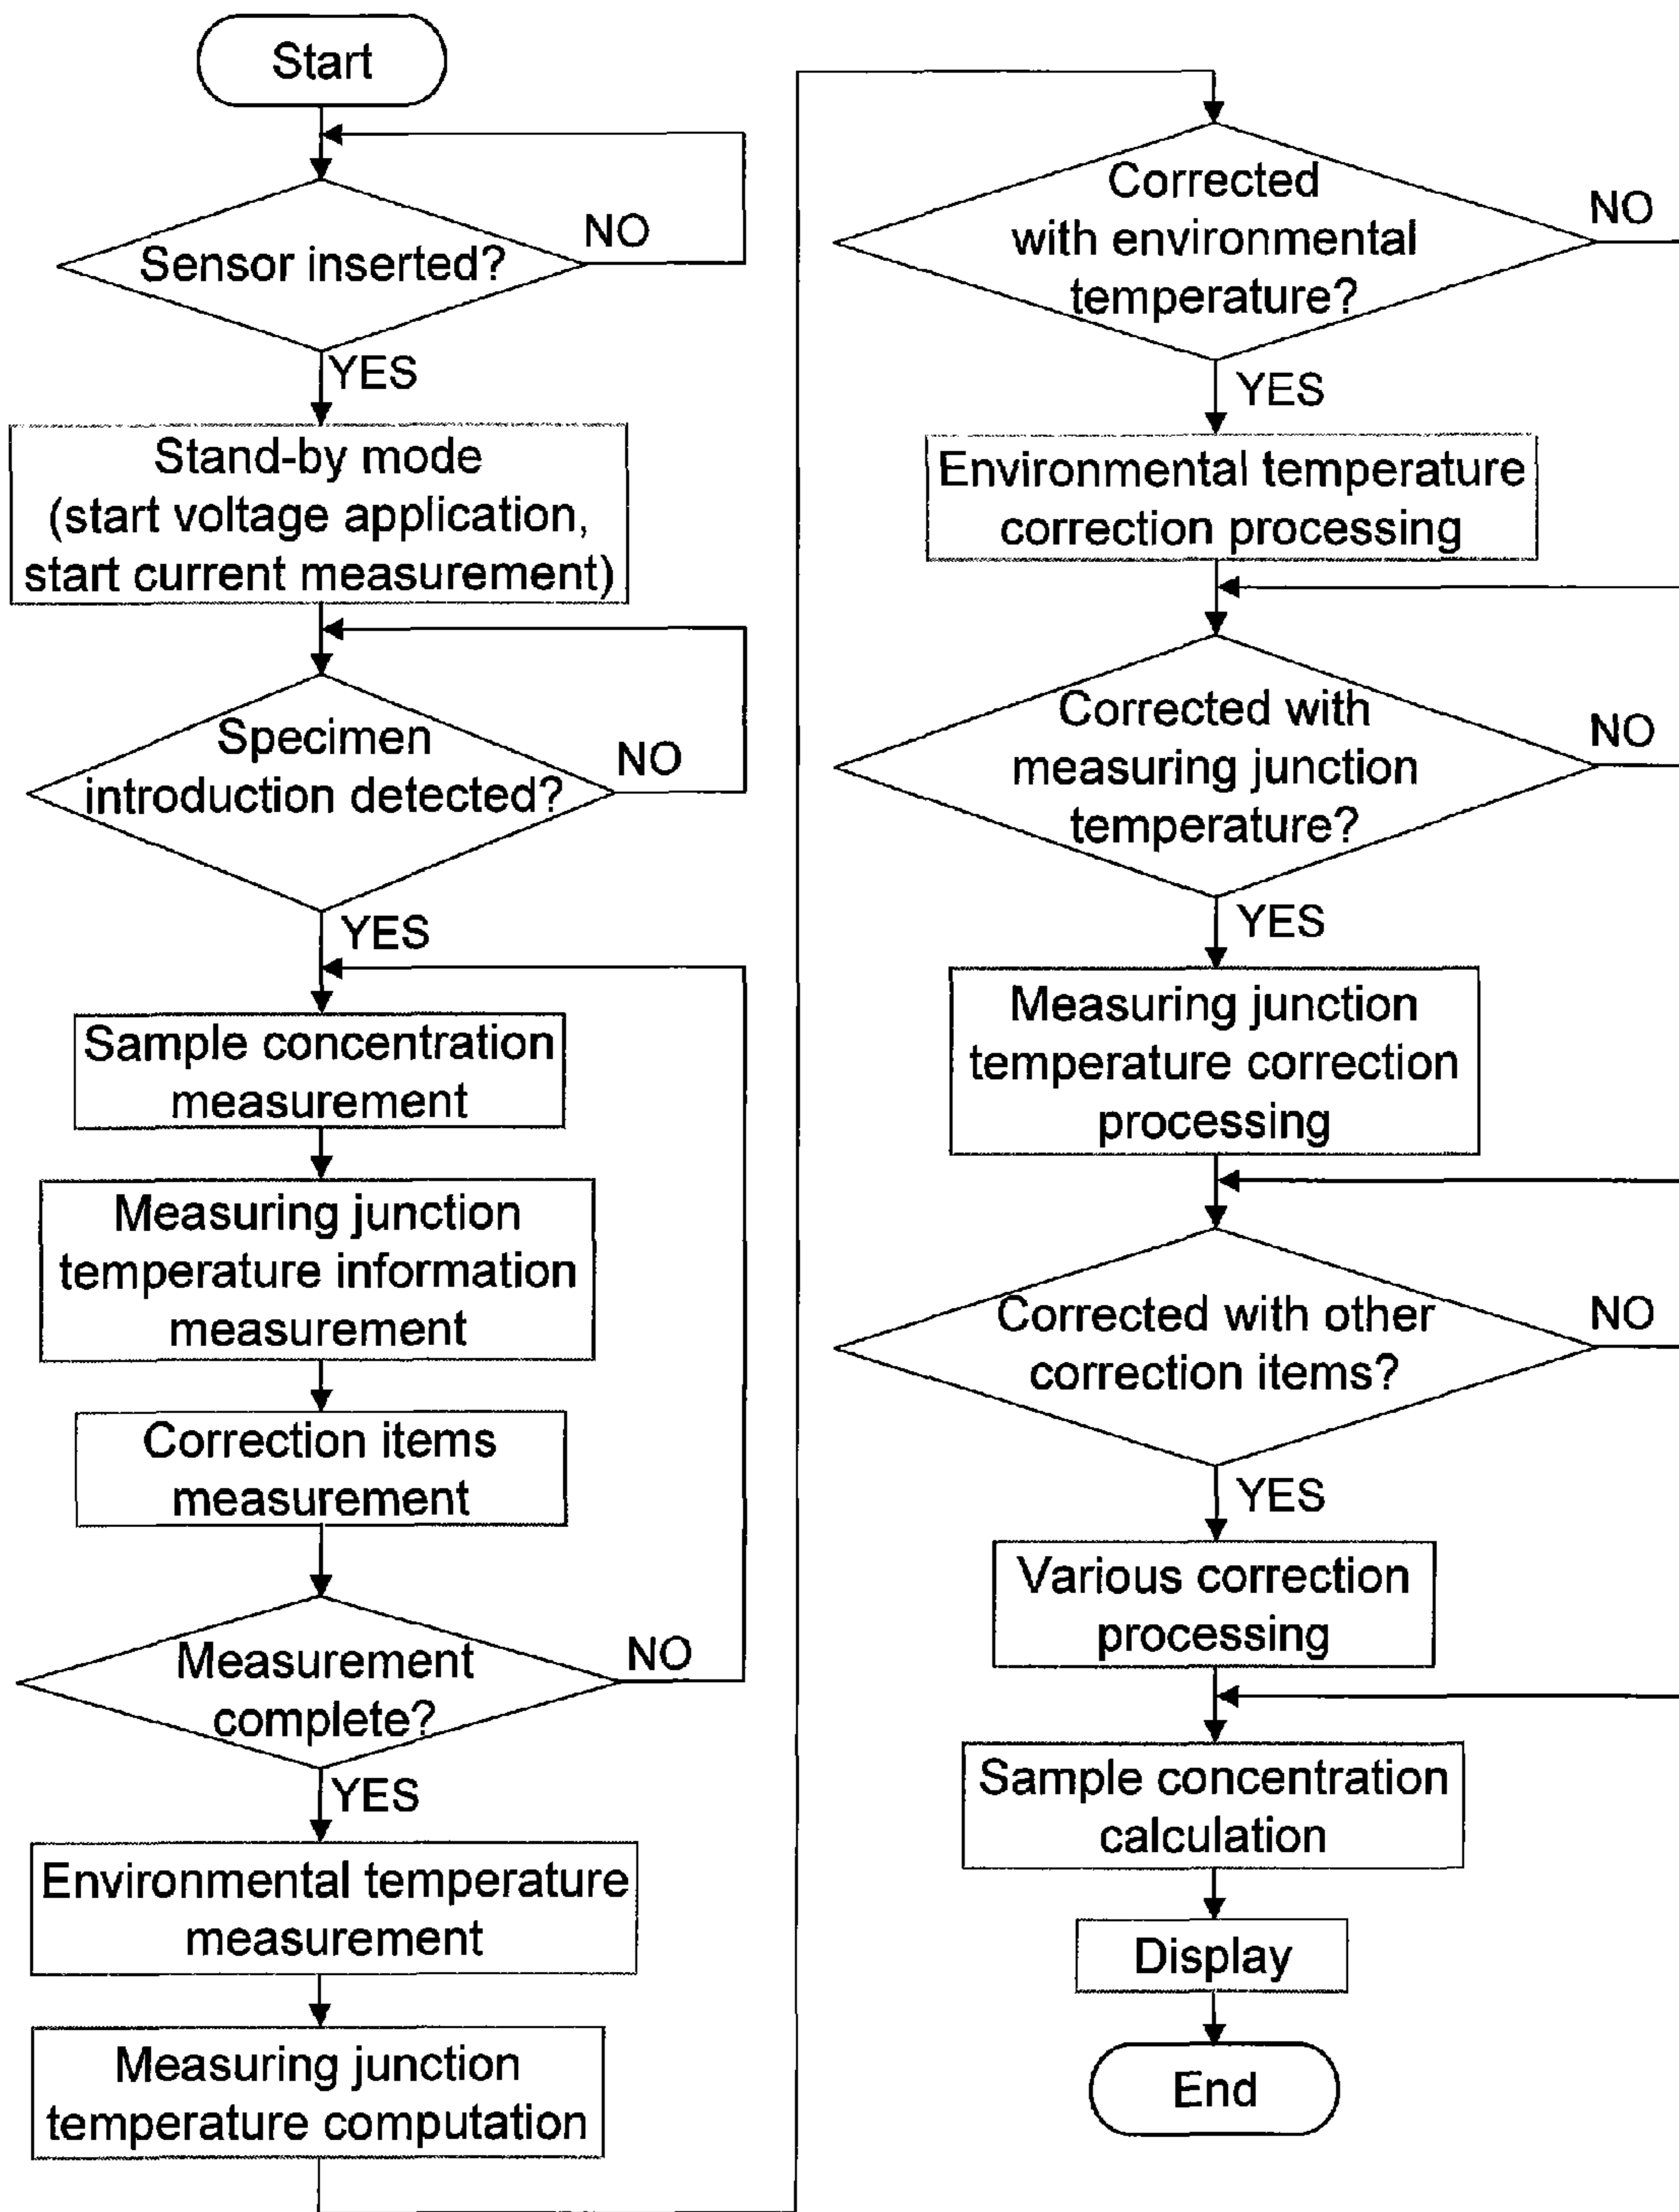 Start
Sensor inserted?
NO
YES
Stand-by mode
(start voltage application,
start current measurement)
Specimen
introduction detected?
NO
YES
Sample concentration
measurement
Measuring junction
temperature information
measurement
Correction items
measurement
Measurement
complete?
NO
YES
Environmental temperature
measurement
Measuring junction
temperature computation
Corrected
with environmental
temperature?
NO
YES
Environmental temperature
correction processing
Corrected with
measuring junction
temperature?
NO
YES
Measuring junction
temperature correction
processing
Corrected with other
correction items?
NO
YES
Various correction
processing
Sample concentration
calculation
Display
End